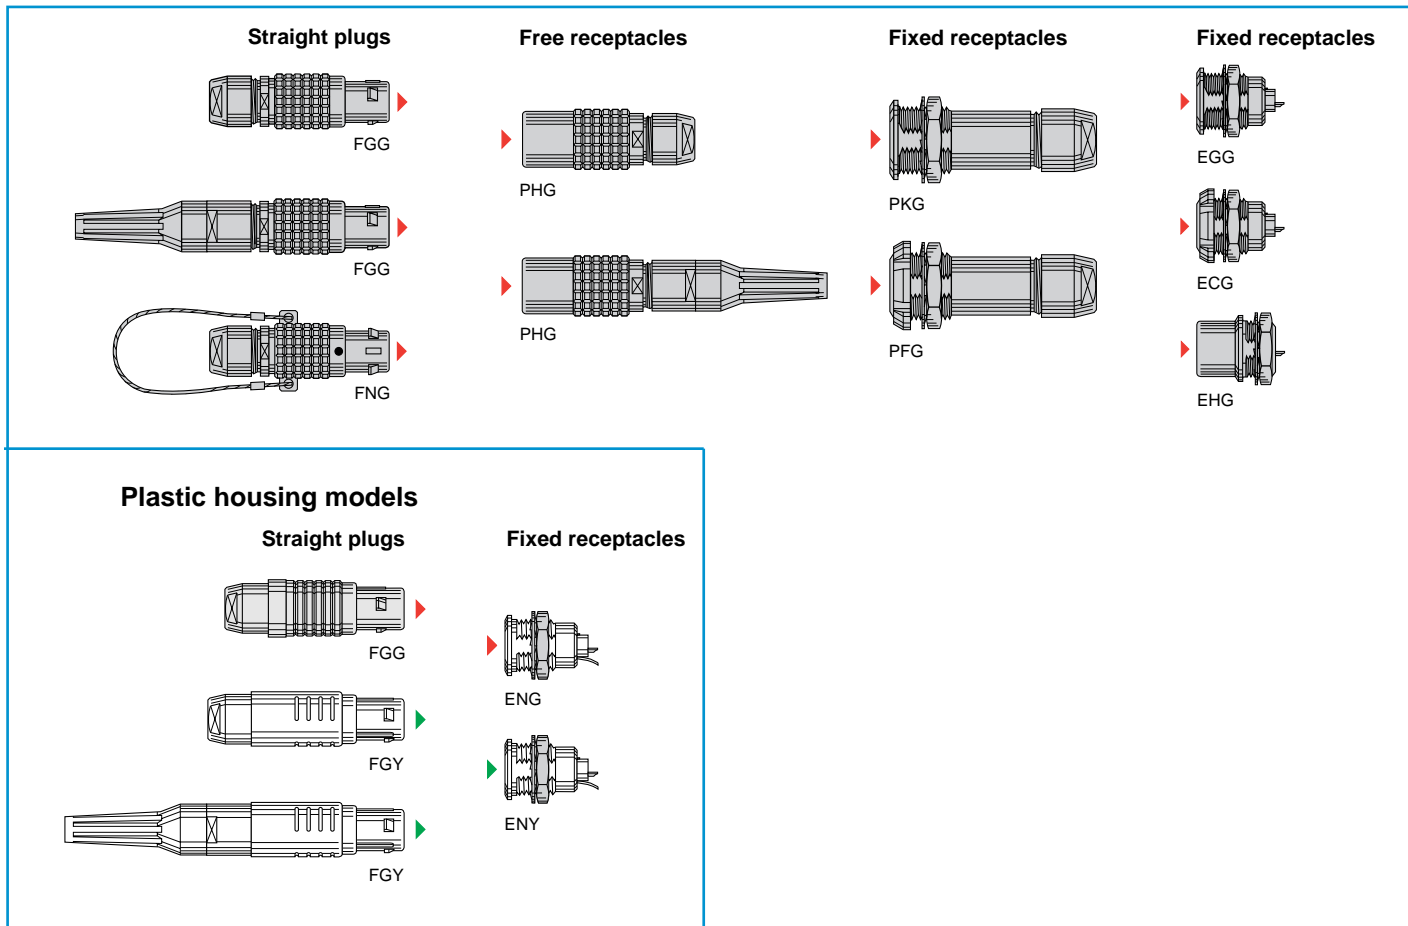 Straight plugs
Free receptacles
Fixed receptacles
Fixed receptacles
FGG
PHG
PKG
EGG
FGG
PHG
PFG
ECG
FNG
EHG
Plastic housing models
Straight plugs
Fixed receptacles
FGG
ENG
FGY
ENY
FGY